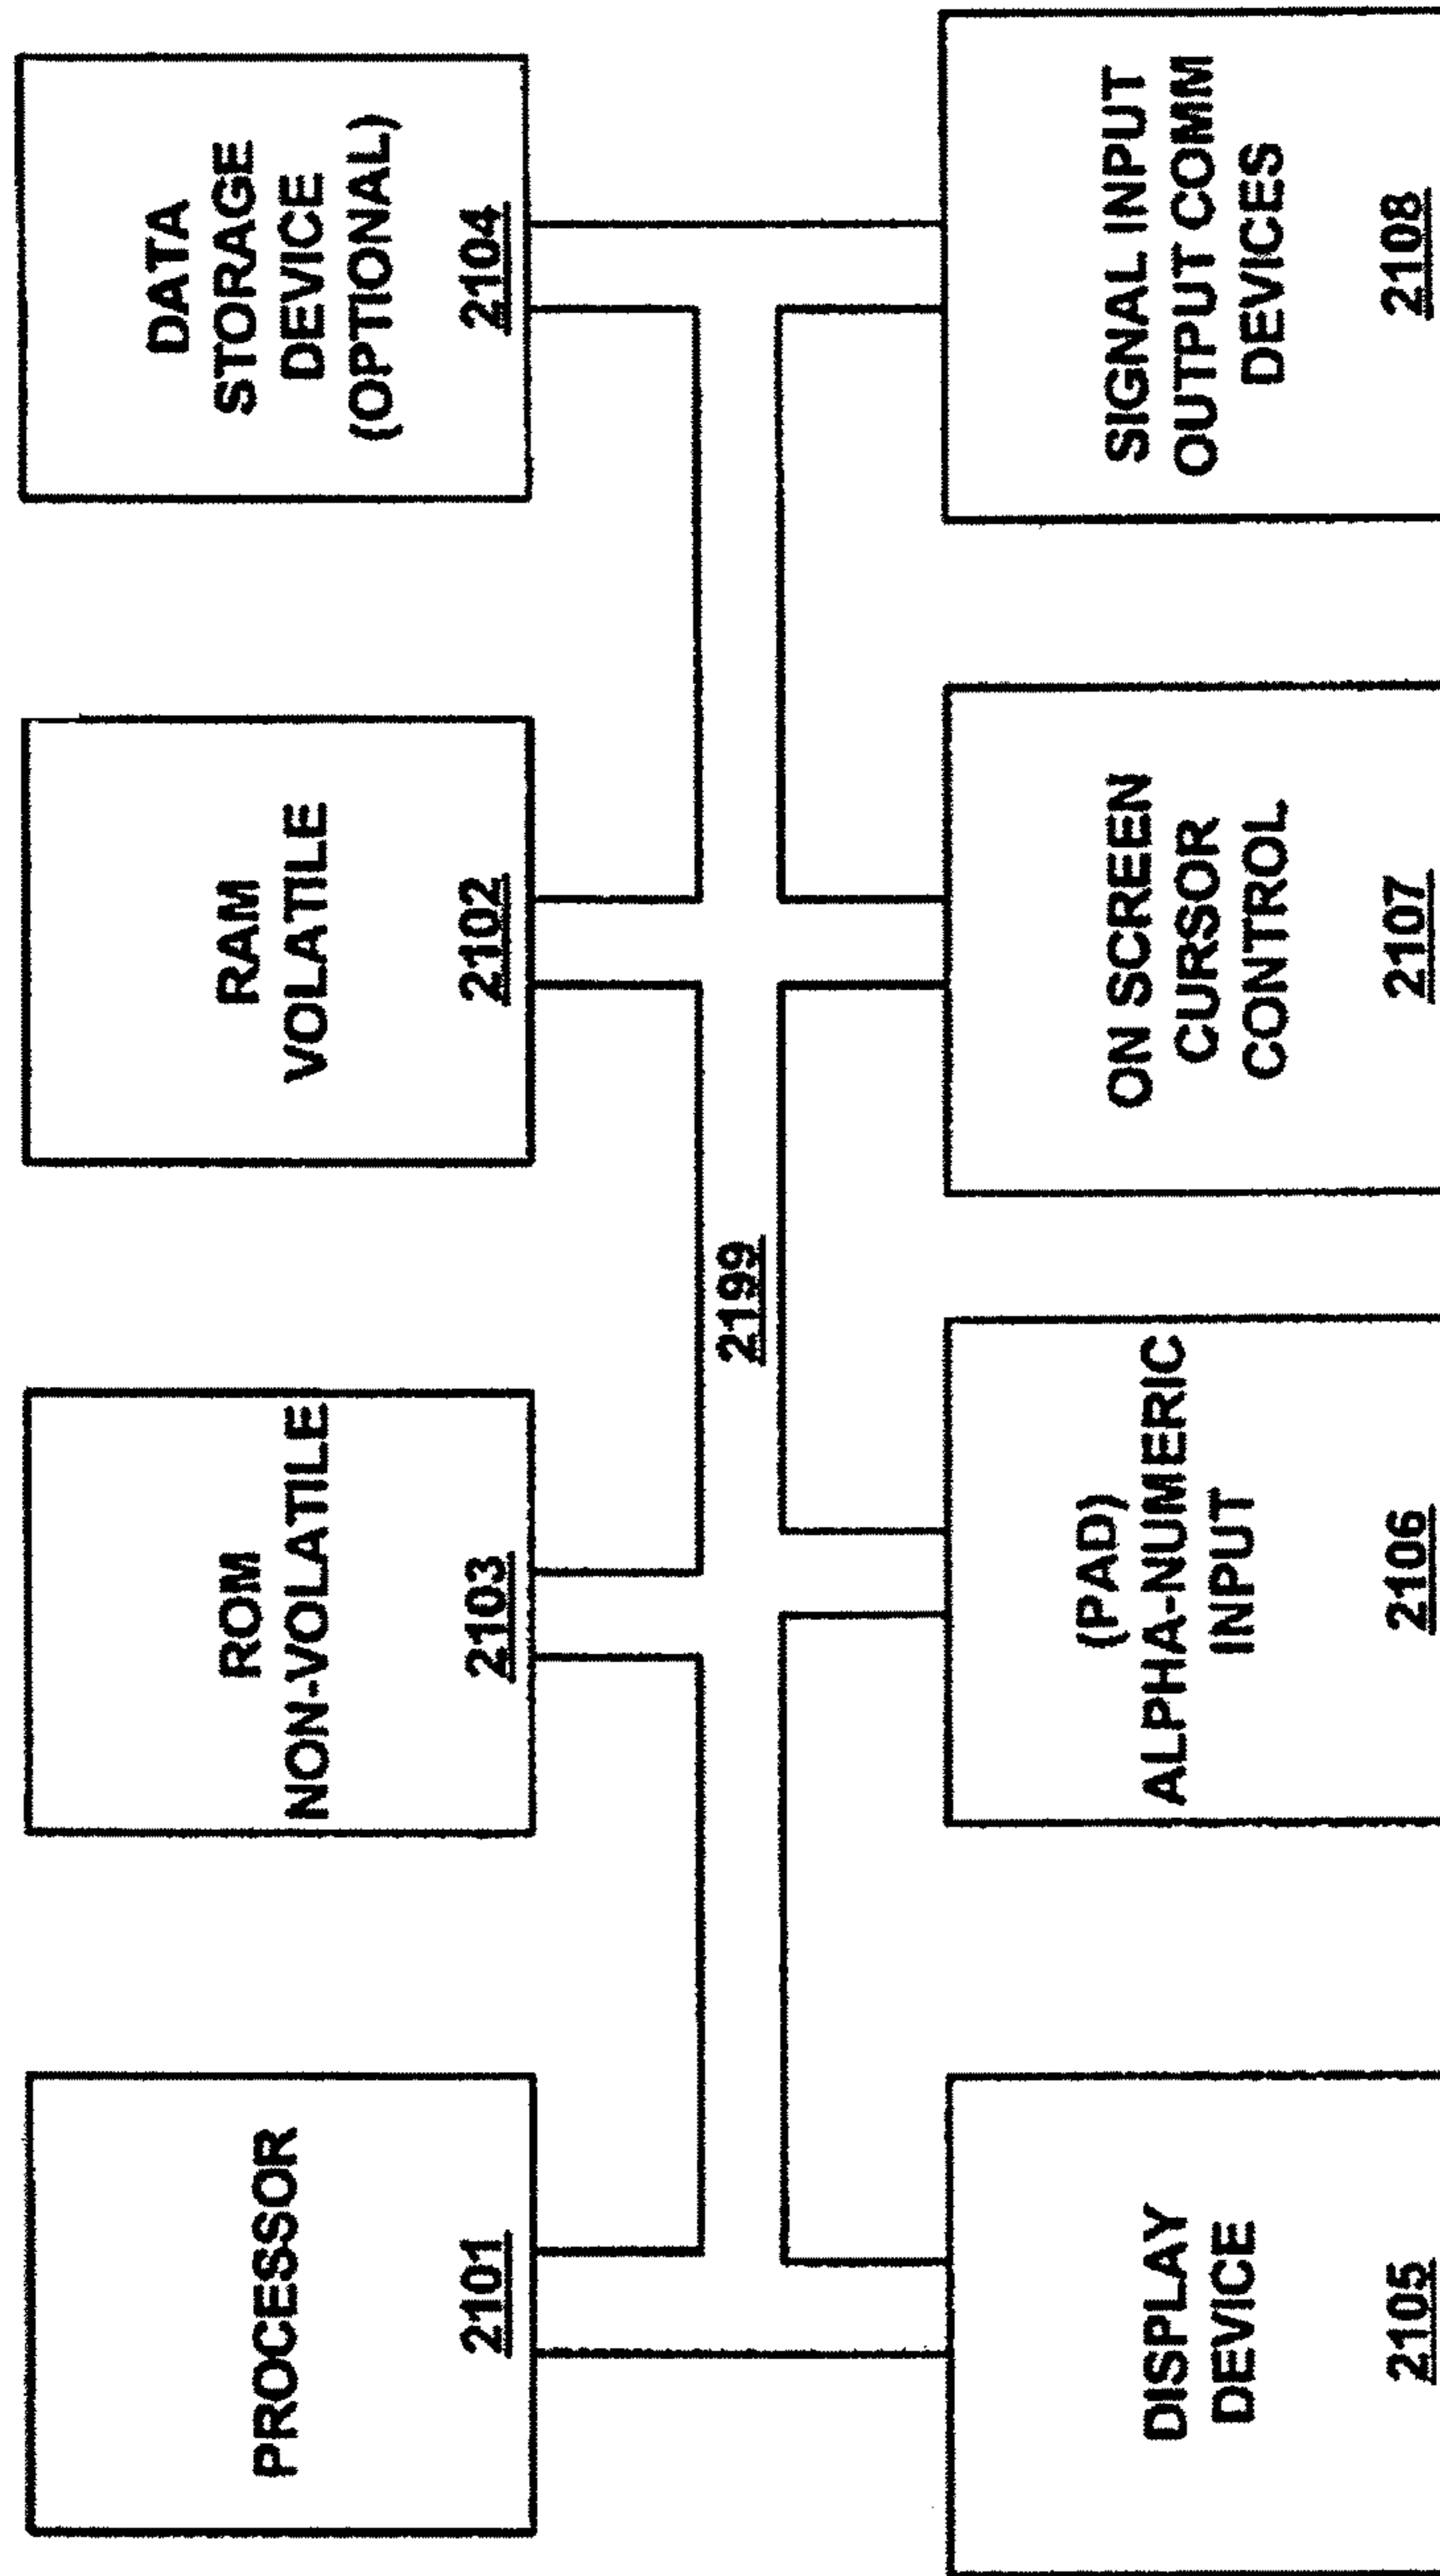 PROCESSOR
2101
ROM
NON-VOLATILE
2103
RAM
VOLATILE
2102
DATA
STORAGE
DEVICE
(OPTIONAL)
2104
2199
DISPLAY
DEVICE
2105
(PAD)
ALPHA-NUMERIC
INPUT
2106
ON SCREEN
CURSOR
CONTROL
2107
SIGNAL INPUT
OUTPUT COMM
DEVICES
2108